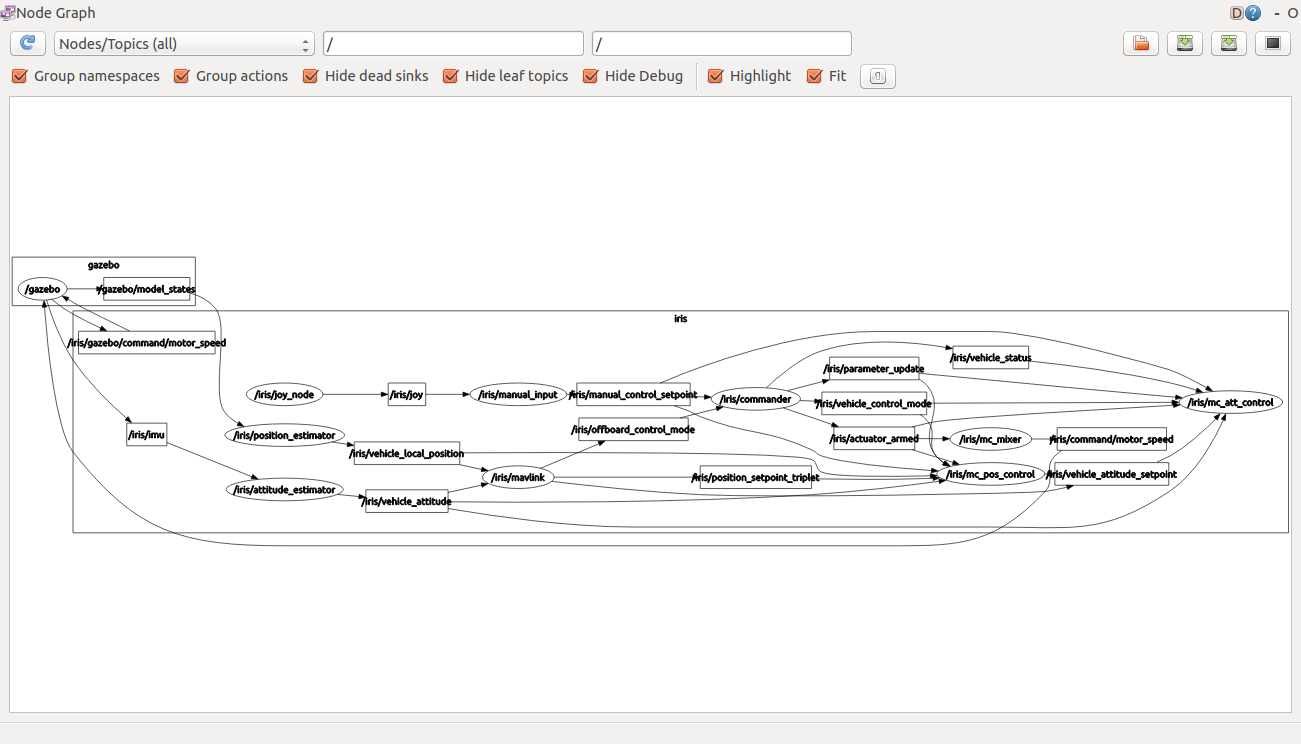 Node Graph
D ? - O
Nodes/Topics (all)
/
/
Group namespaces
Group actions
Hide dead sinks
Hide leaf topics
Hide Debug
Highlight
Fit
gazebo
/gazebo
/gazebo/model_states
iris
/iris/gazebo/command/motor_speed
/iris/vehicle_status
/iris/parameter_update
/iris/joy_node
/iris/joy
/iris/manual_input
/iris/manual_control_setpoint
/iris/commander
/iris/vehicle_control_mode
/iris/mc_att_control
/iris/imu
/iris/position_estimator
/iris/offboard_control_mode
/iris/actuator_armed
/iris/mc_mixer
/iris/command/motor_speed
/iris/vehicle_local_position
/iris/mavlink
/iris/position_setpoint_triplet
/iris/mc_pos_control
/iris/vehicle_attitude_setpoint
/iris/attitude_estimator
/iris/vehicle_attitude